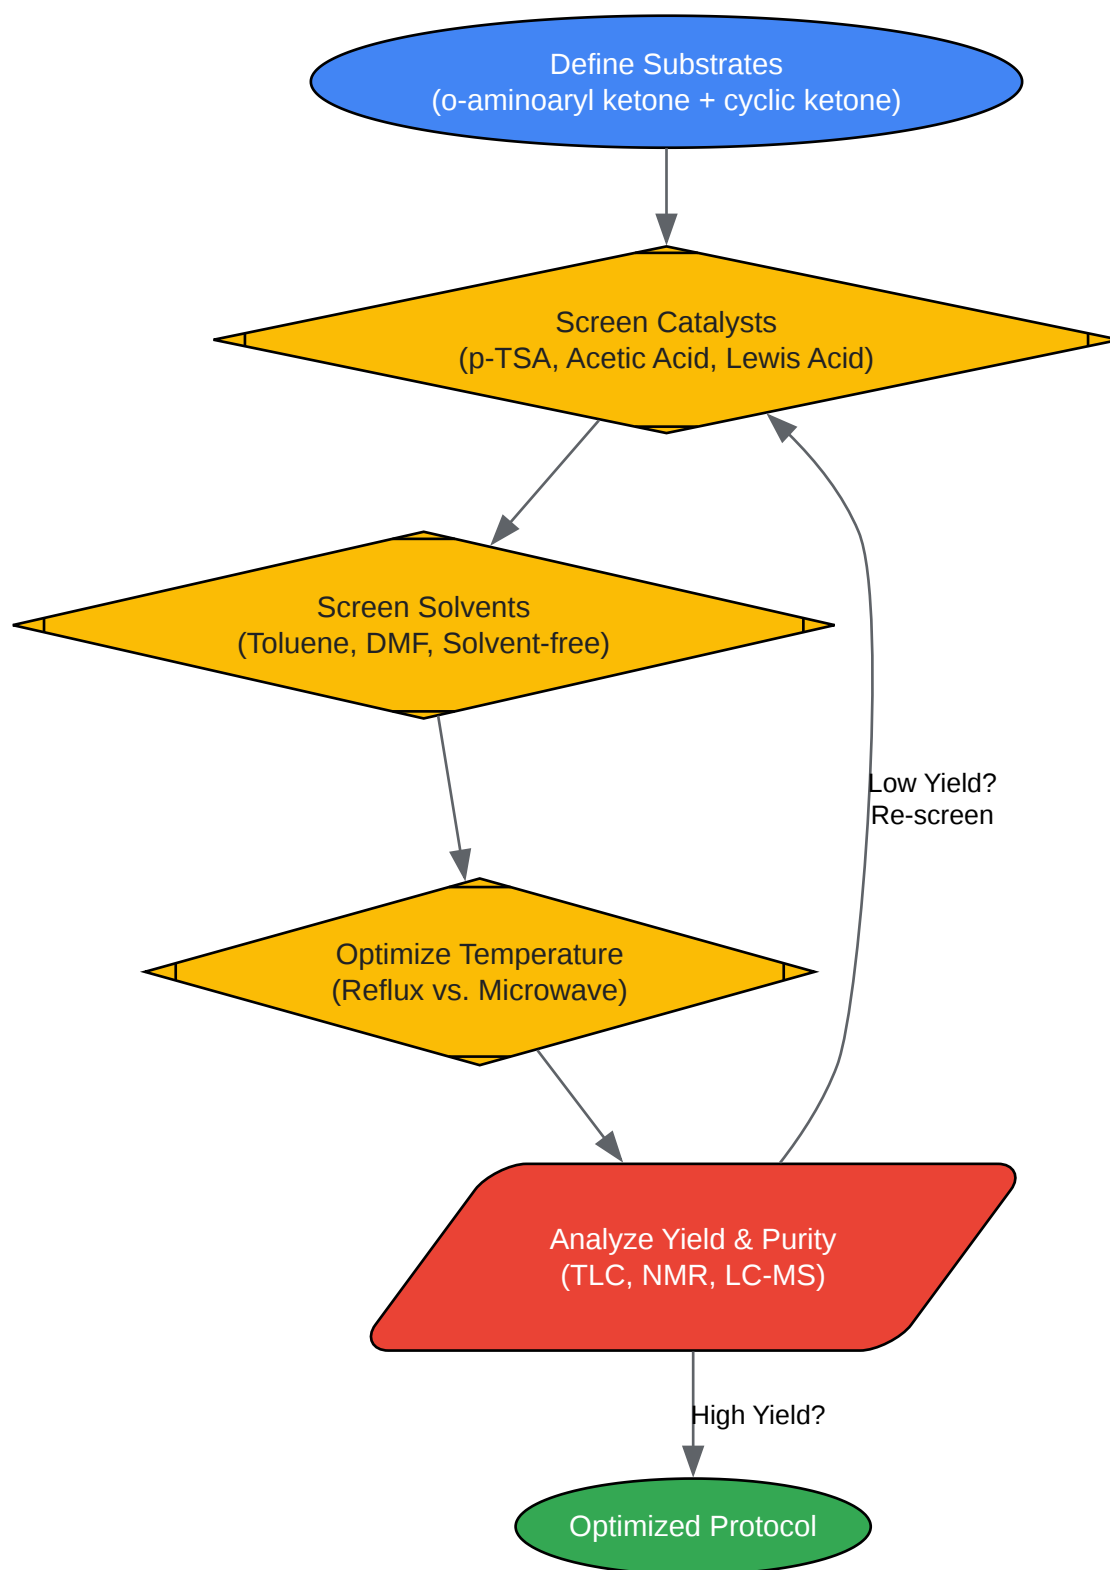 Define Substrates
(o-aminoaryl ketone + cyclic ketone)
Screen Catalysts
(p-TSA, Acetic Acid, Lewis Acid)
Screen Solvents
(Toluene, DMF, Solvent-free)
Low Yield?
Re-screen
Optimize Temperature
(Reflux vs. Microwave)
Analyze Yield & Purity
(TLC, NMR, LC-MS)
High Yield?
Optimized Protocol